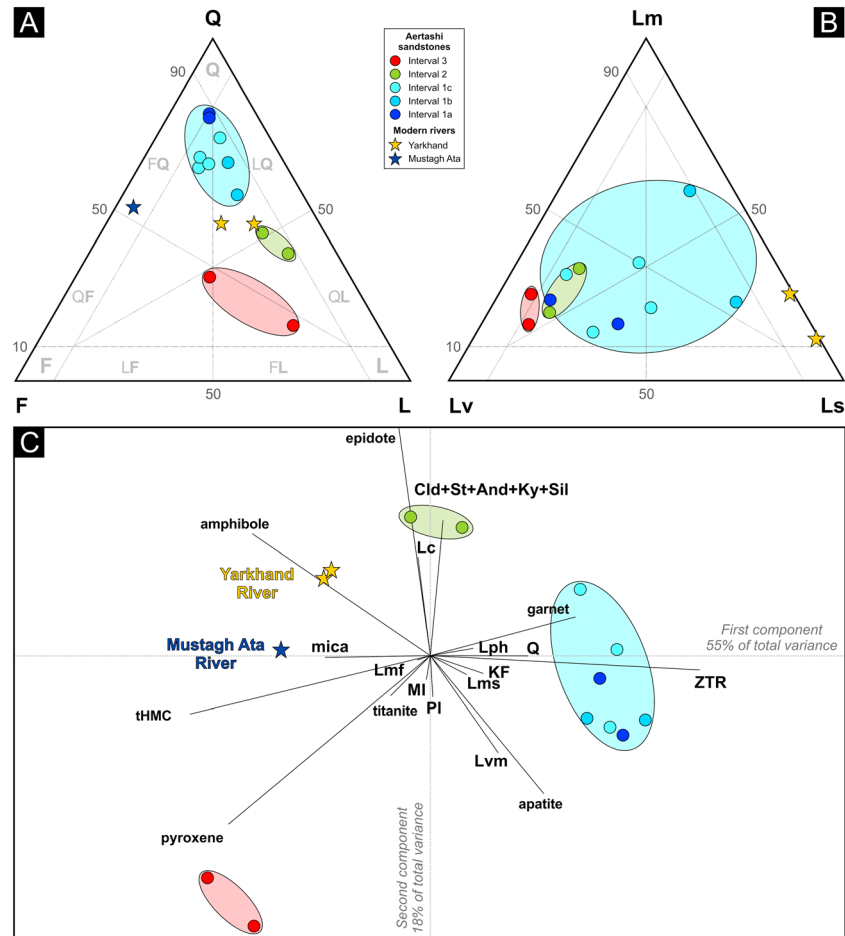 A
Q
90
Q
FQ
LQ
50
50
QF
QL
10
F
LF
FL
L
50
F
L
Aertashi
sandstones
Interval 3
Interval 2
Interval 1c
Interval 1b
Interval 1a
Modern rivers
Yarkhand
Mustagh Ata
Lm
B
90
50
50
10
50
Lv
Ls
C
epidote
Cld+St+And+Ky+Sil
amphibole
Lc
Yarkhand
River
garnet
First component
55% of total variance
Mustagh Ata
River
mica
Lph
Q
Lmf
KF
Lms
ZTR
MI
titanite
PI
tHMC
Lvm
apatite
pyroxene
Second component
18% of total variance